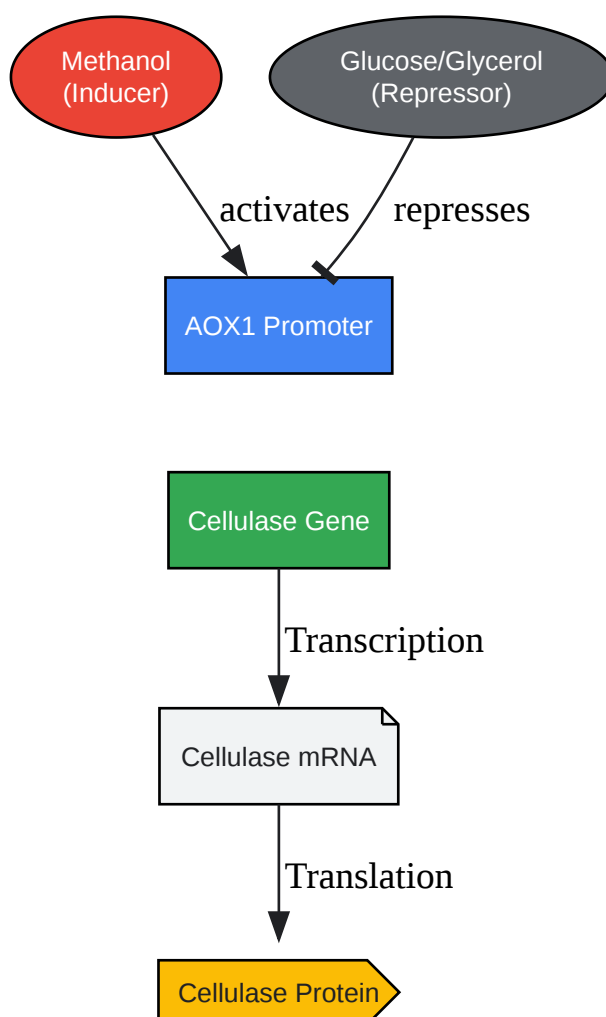 Methanol
(Inducer)
Glucose/Glycerol
(Repressor)
activates
represses
AOX1 Promoter
Cellulase Gene
Transcription
Cellulase mRNA
Translation
Cellulase Protein